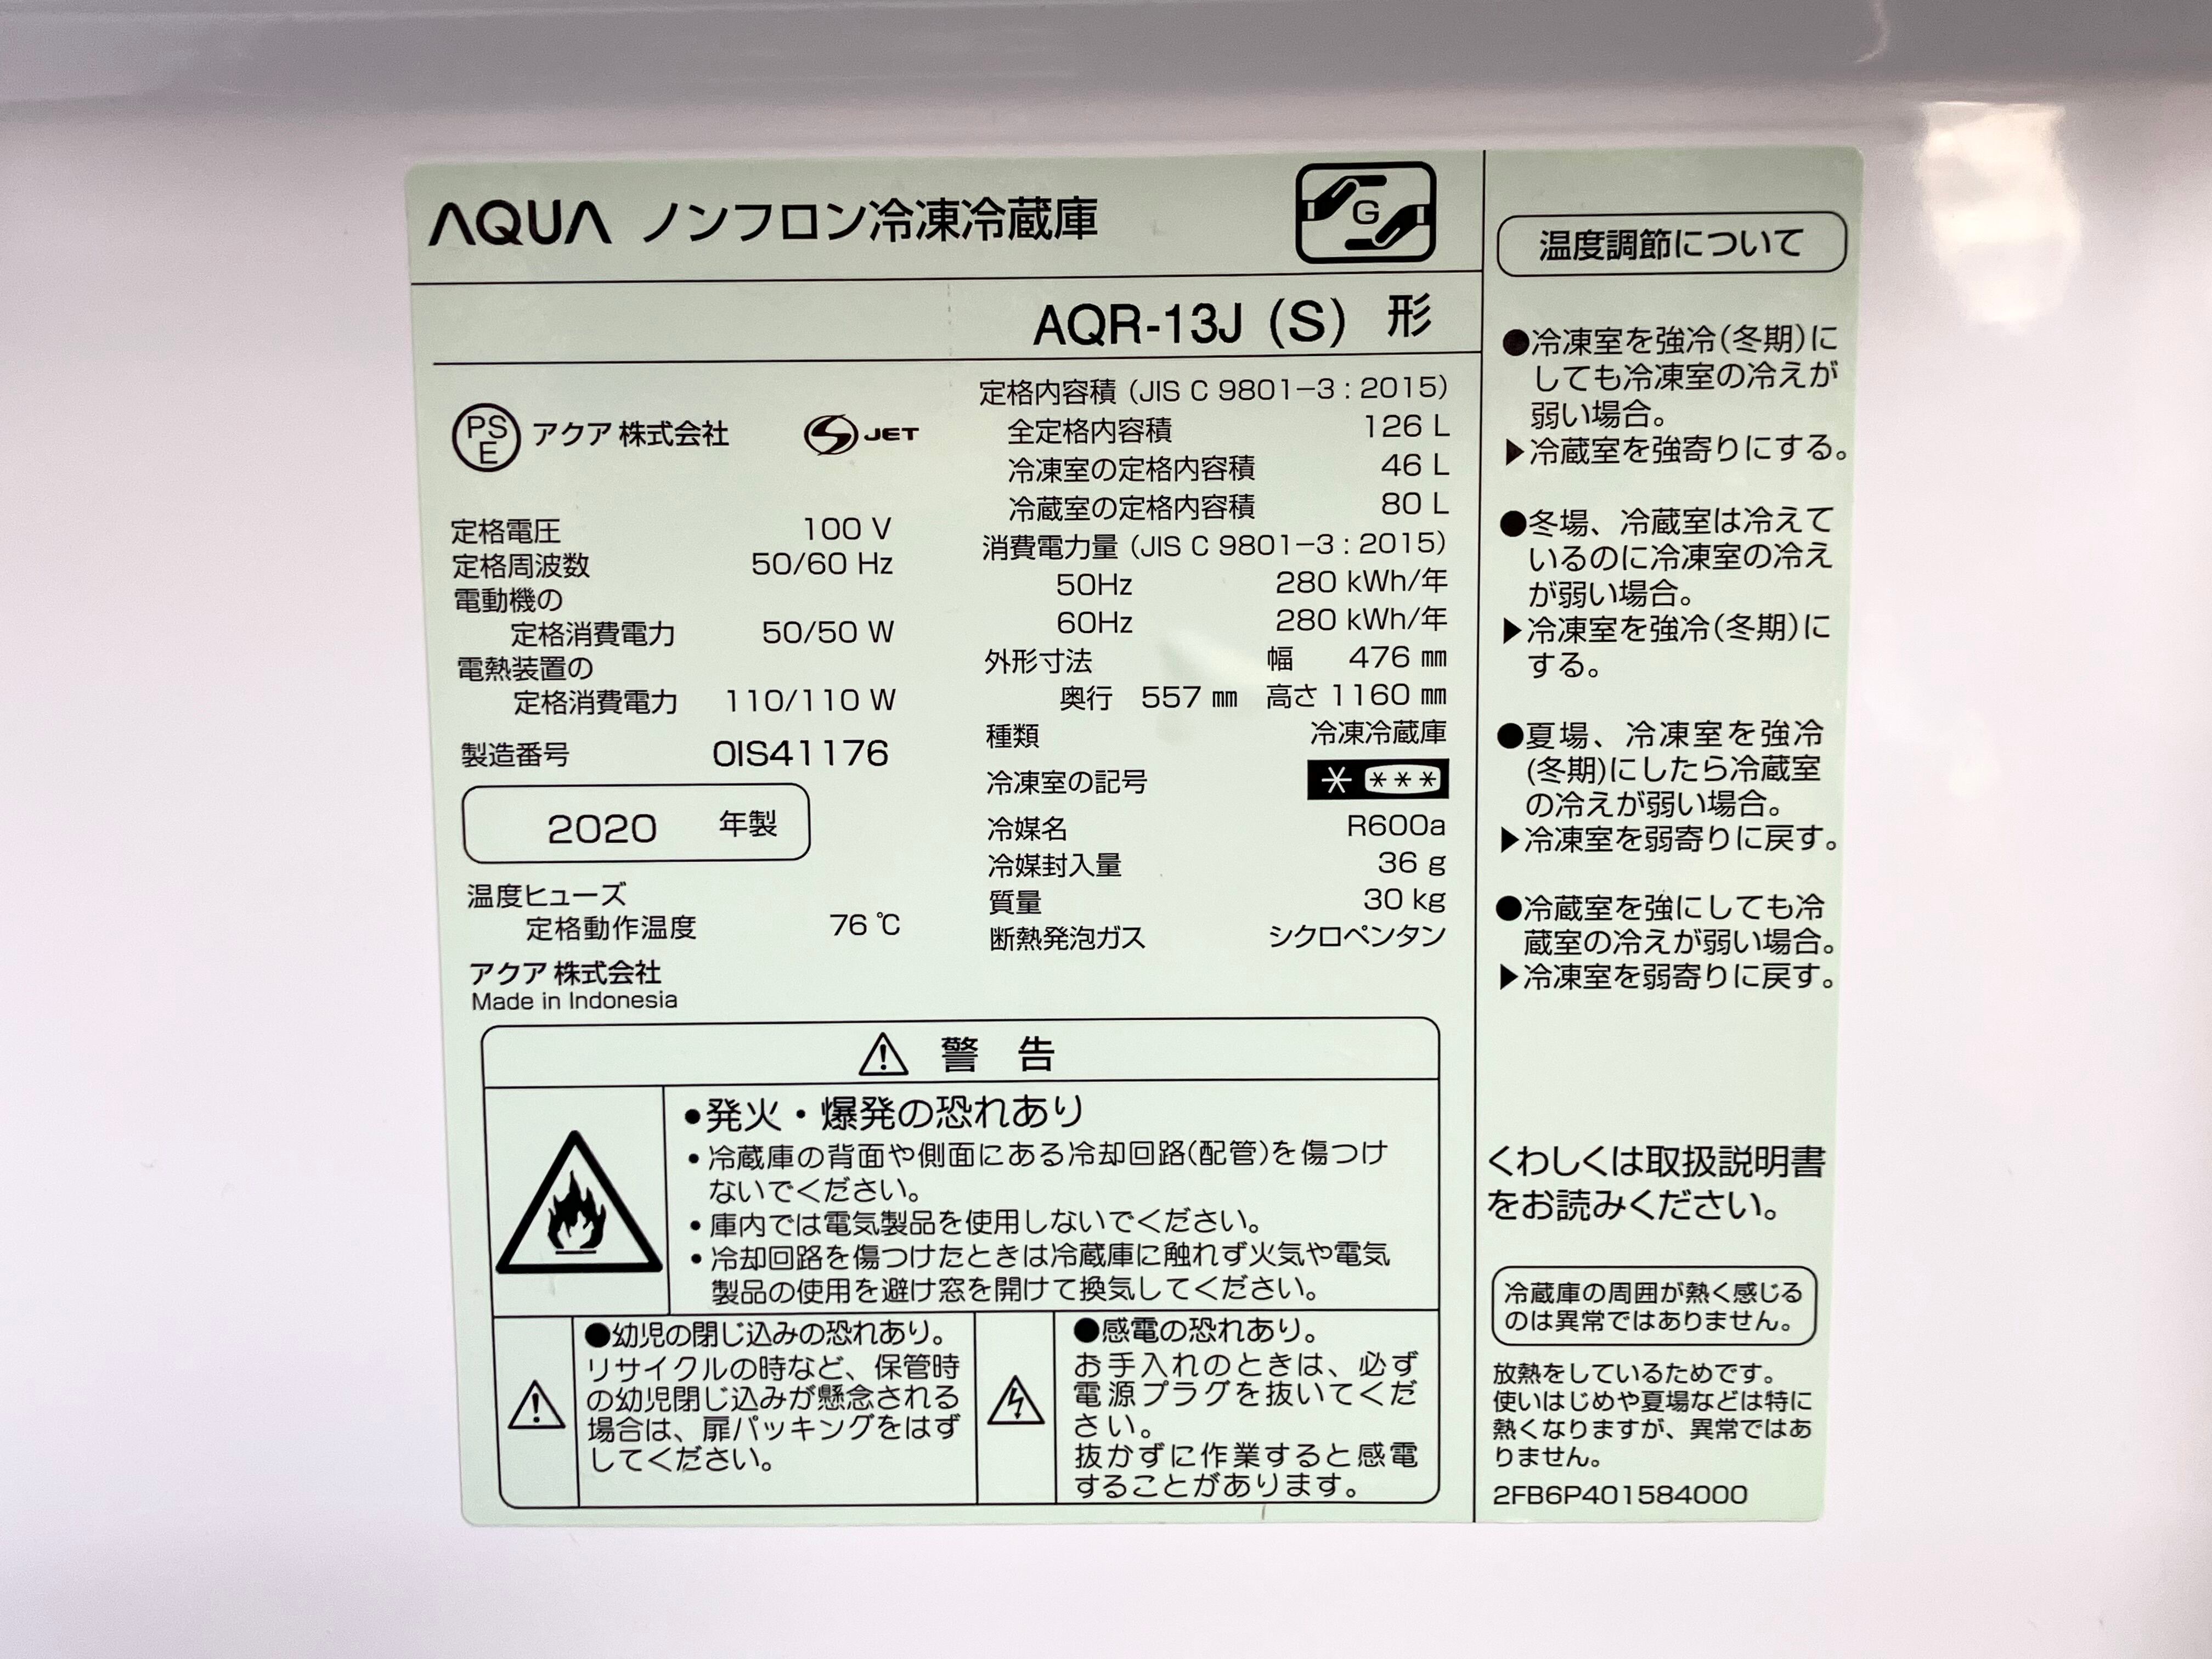 AQUA ノンフロン冷凍冷蔵庫
G
AQR-13J (S) 形
PS
E
アクア 株式会社
S JET
定格電圧 100 V
定格周波数 50/60 Hz
電動機の
定格消費電力 50/50 W
電熱装置の
定格消費電力 110/110 W
製造番号 0IS41176
2020 年製
温度ヒューズ
定格動作温度 76 ℃
アクア 株式会社
Made in Indonesia
定格内容積 (JIS C 9801-3 : 2015)
全定格内容積 126 L
冷凍室の定格内容積 46 L
冷蔵室の定格内容積 80 L
消費電力量 (JIS C 9801-3 : 2015)
50Hz 280 kWh/年
60Hz 280 kWh/年
外形寸法 幅 476 ㎜
奥行 557 ㎜ 高さ 1160 ㎜
種類 冷凍冷蔵庫
冷凍室の記号 * ***
冷媒名 R600a
冷媒封入量 36 g
質量 30 kg
断熱発泡ガス シクロペンタン
警 告
●発火・爆発の恐れあり
•冷蔵庫の背面や側面にある冷却回路(配管)を傷つけ
ないでください。
•庫内では電気製品を使用しないでください。
•冷却回路を傷つけたときは冷蔵庫に触れず火気や電気
製品の使用を避け窓を開けて換気してください。
●幼児の閉じ込みの恐れあり。
リサイクルの時など、保管時
の幼児閉じ込みが懸念される
場合は、扉パッキングをはず
してください。
●感電の恐れあり。
お手入れのときは、必ず
電源プラグを抜いてくだ
さい。
抜かずに作業すると感電
することがあります。
温度調節について
●冷凍室を強冷(冬期)に
しても冷凍室の冷えが
弱い場合。
▶冷蔵室を強寄りにする。
●冬場、冷蔵室は冷えて
いるのに冷凍室の冷え
が弱い場合。
▶冷凍室を強冷(冬期)に
する。
●夏場、冷凍室を強冷
(冬期)にしたら冷蔵室
の冷えが弱い場合。
▶冷凍室を弱寄りに戻す。
●冷蔵室を強にしても冷
蔵室の冷えが弱い場合。
▶冷凍室を弱寄りに戻す。
くわしくは取扱説明書
をお読みください。
冷蔵庫の周囲が熱く感じる
のは異常ではありません。
放熱をしているためです。
使いはじめや夏場などは特に
熱くなりますが、異常ではあ
りません。
2FB6P401584000